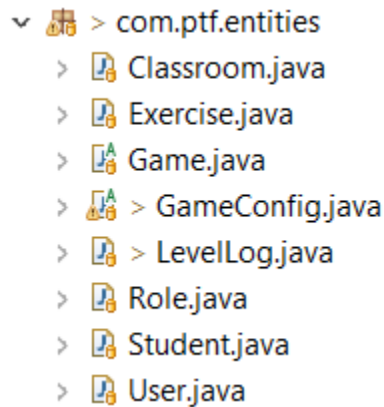 > com.ptf.entities
Classroom.java
Exercise.java
Game.java
> GameConfig.java
> LevelLog.java
Role.java
Student.java
User.java